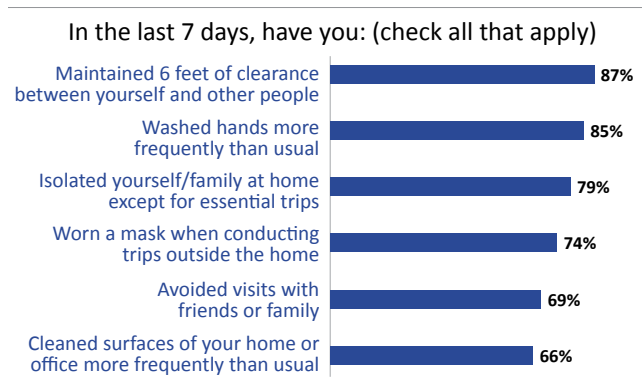 In the last 7 days, have you: (check all that apply)
Maintained 6 feet of clearance
between yourself and other people
87%
Washed hands more
frequently than usual
85%
Isolated yourself/family at home
except for essential trips
79%
Worn a mask when conducting
trips outside the home
74%
Avoided visits with
friends or family
69%
Cleaned surfaces of your home or
office more frequently than usual
66%